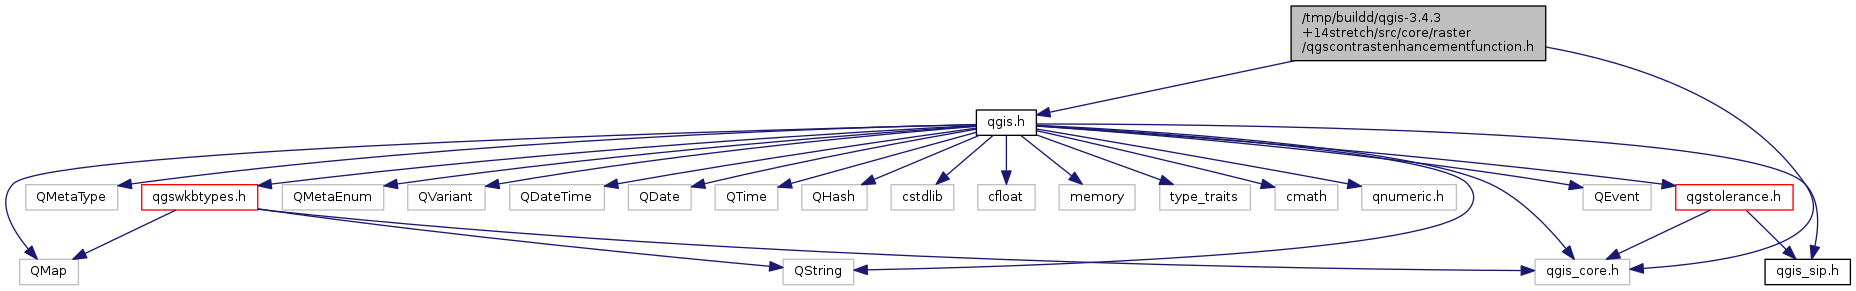 /tmp/buildd/qgis-3.4.3
+14stretch/src/core/raster
/qgscontrastenhancementfunction.h
qgis.h
QMetaType
qgswkbtypes.h
QMetaEnum
QVariant
QDateTime
QDate
QTime
QHash
cstdlib
cfloat
memory
type_traits
cmath
qnumeric.h
QEvent
qgstolerance.h
QMap
QString
qgis_core.h
qgis_sip.h